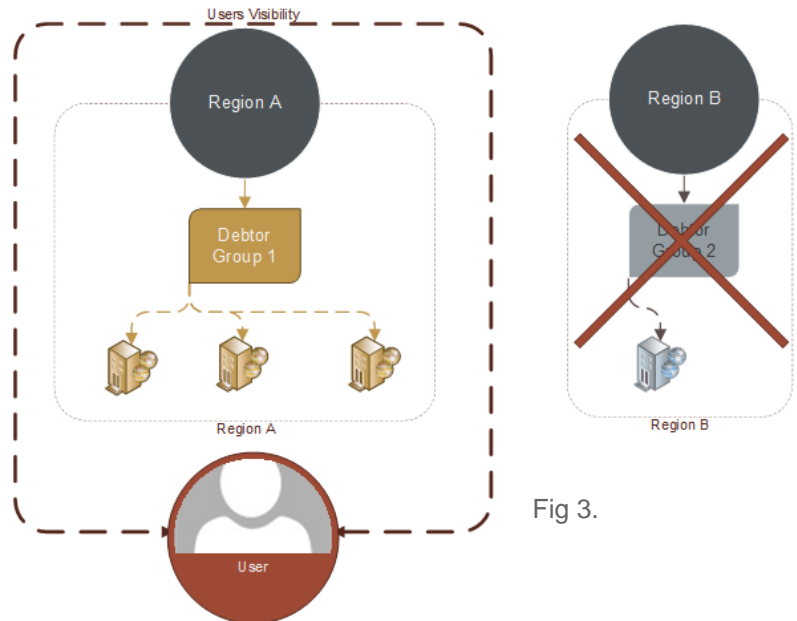 Users Visibility
Region A
Region B
Debtor
Group 1
Debtor
Group 2
Region A
Region B
Fig 3.
User